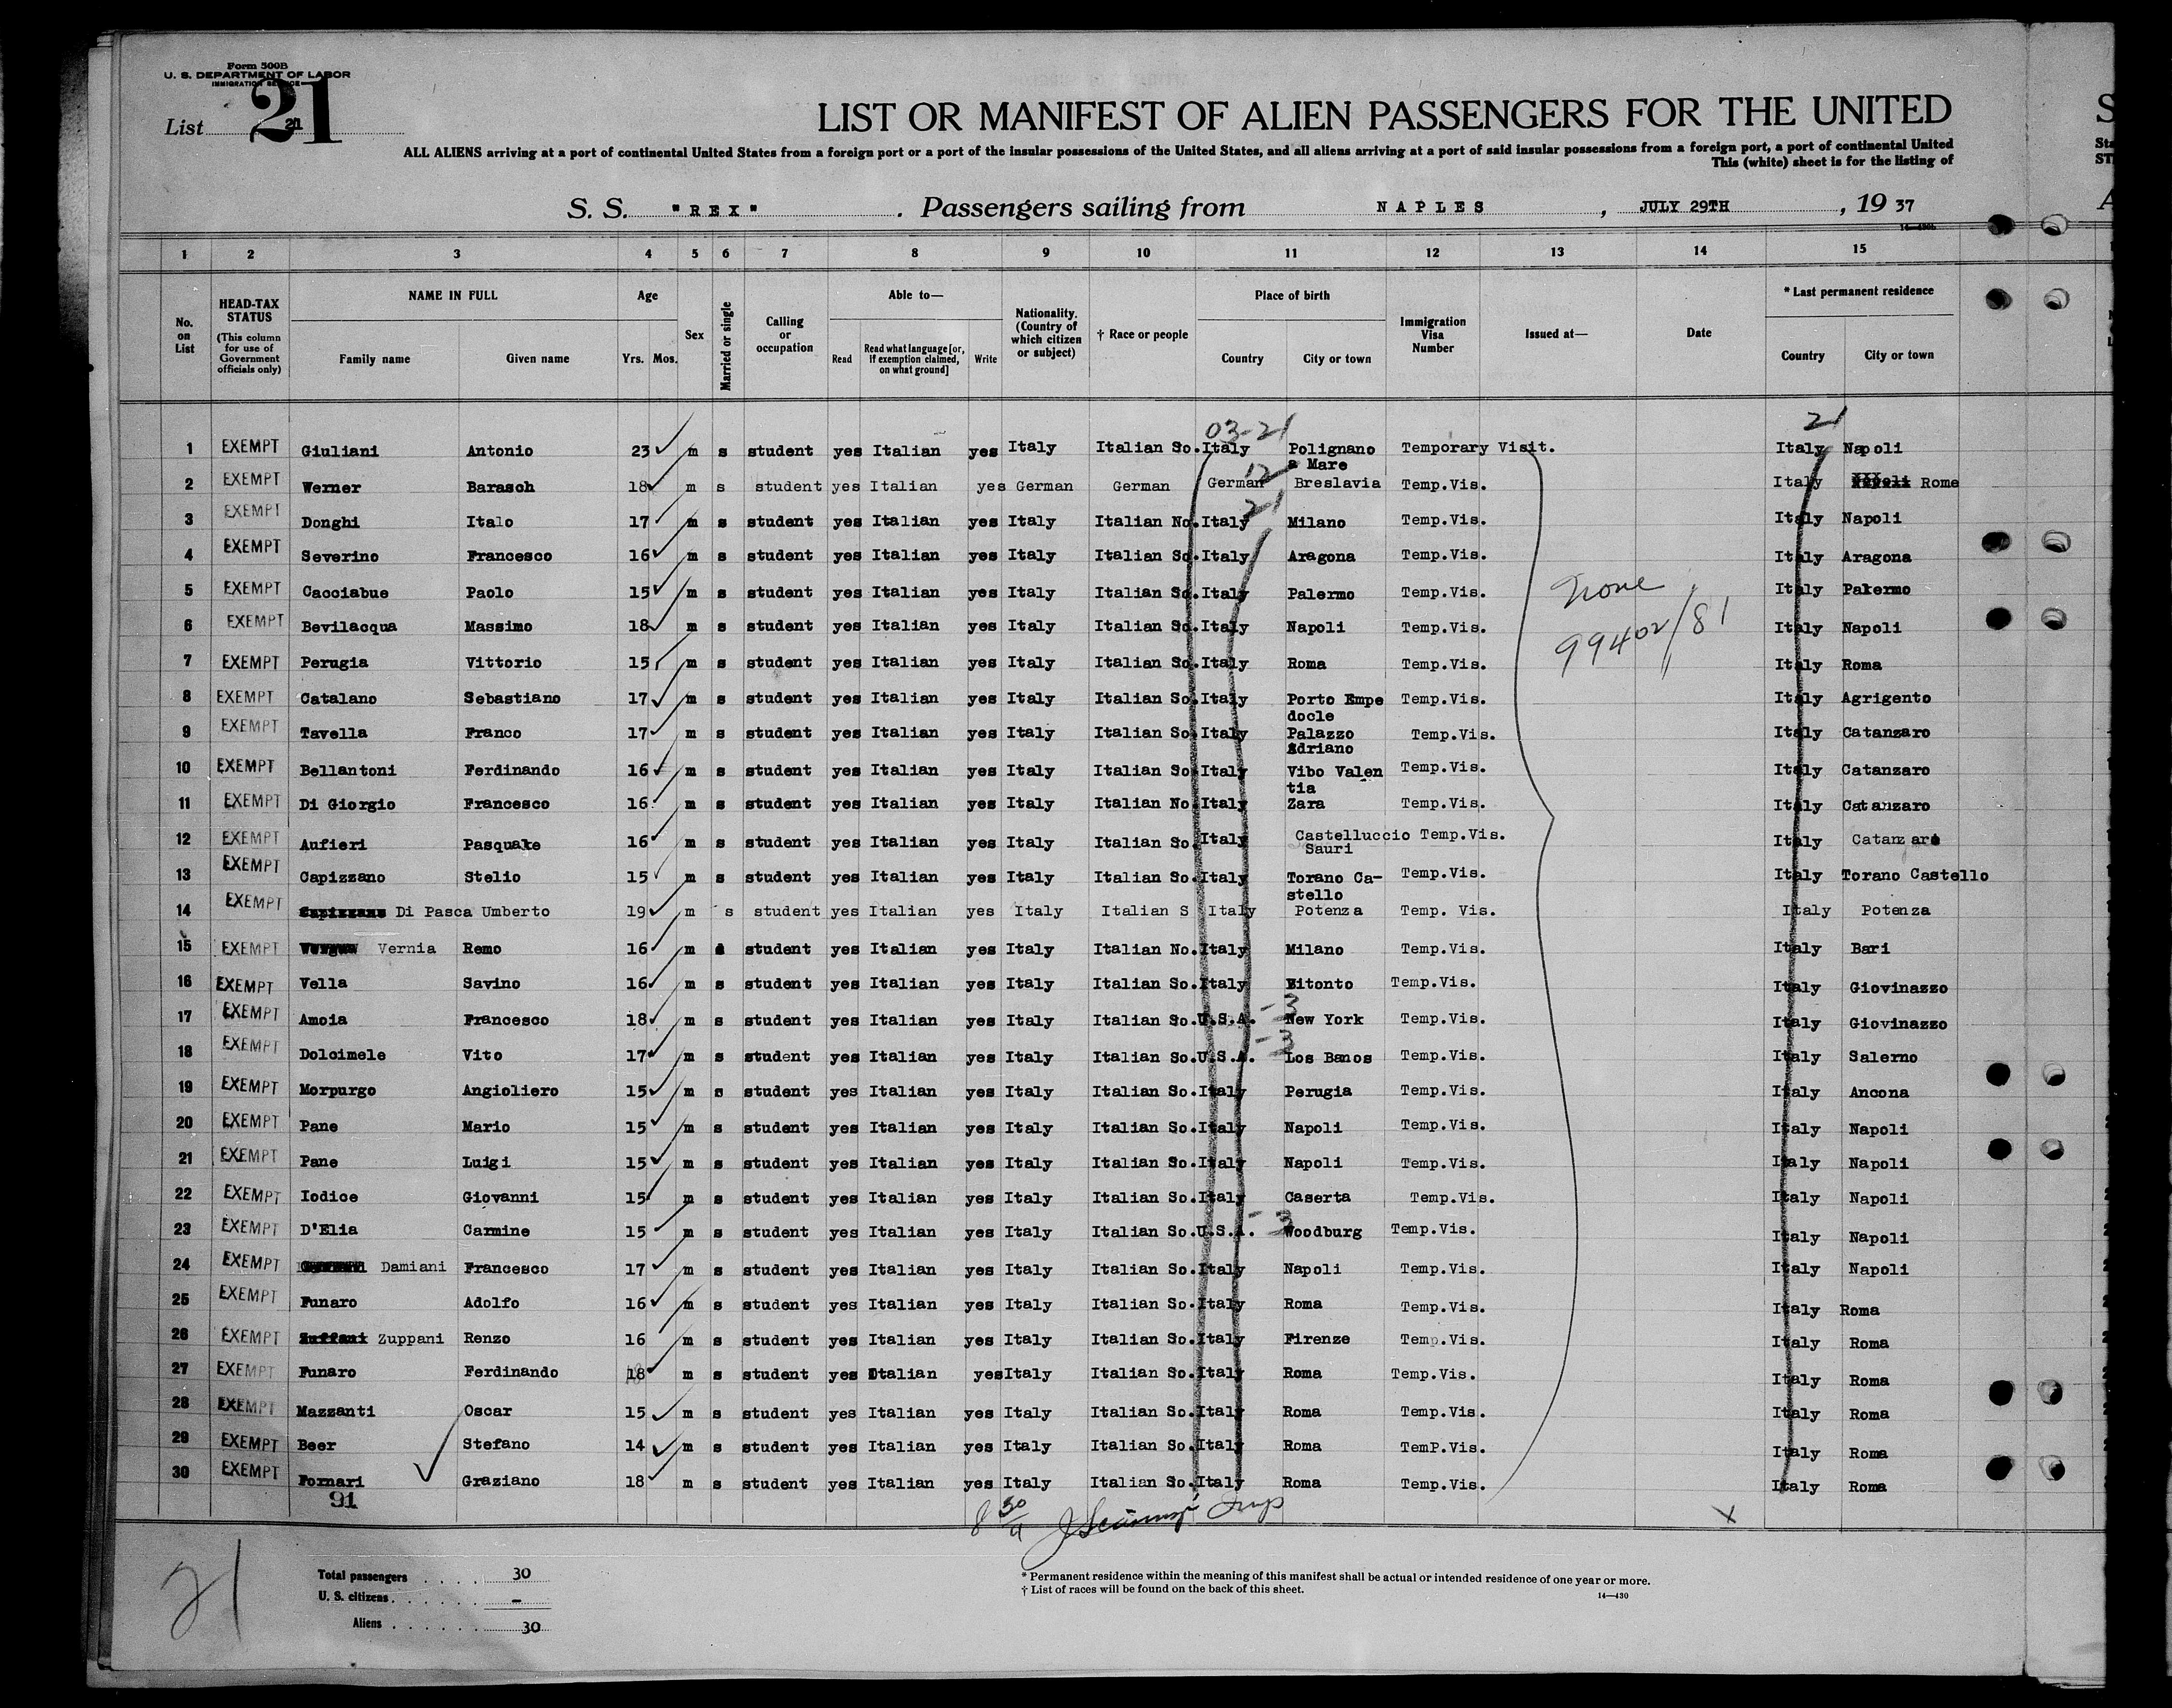 Form 500B
U. S. DEPARTMENT OF LABOR
IMMIGRATION SERVICE
List 21
21
LIST OR MANIFEST OF ALIEN PASSENGERS FOR THE UNITED
ALL ALIENS arriving at a port of continental United States from a foreign port or a port of the insular possessions of the United States, and all aliens arriving at a port of said insular possessions from a foreign port, a port of continental United
This (white) sheet is for the listing of
S. S. "REX". Passengers sailing from NAPLES, JULY 29TH, 19 37
1 2 3 4 5 6 7 8 9 10 11 12 13 14 15
No. on List
HEAD-TAX STATUS (This column for use of Government officials only)
NAME IN FULL Family name Given name
Age Yrs. Mos.
Sex
Married or single
Calling or occupation
Able to— Read Read what language [or, if exemption claimed, on what ground] Write
Nationality. (Country of which citizen or subject)
† Race or people
Place of birth Country City or town
Immigration Visa Number
Issued at—
Date
* Last permanent residence Country City or town
03-21 21
1 EXEMPT Giuliani Antonio 23 m s student yes Italian yes Italy Italian So. Italy Polignano a Mare Temporary Visit. Italy Napoli
12
2 EXEMPT Werner Barasch 18 m s student yes Italian yes German German German Breslavia Temp.Vis. Italy Rome
21
3 EXEMPT Donghi Italo 17 m s student yes Italian yes Italy Italian No. Italy Milano Temp.Vis. Italy Napoli
4 EXEMPT Severino Francesco 16 m s student yes Italian yes Italy Italian So. Italy Aragona Temp.Vis. Italy Aragona
5 EXEMPT Cacciabue Paolo 15 m s student yes Italian yes Italy Italian So. Italy Palermo Temp.Vis. Italy Palermo
None
6 EXEMPT Bevilacqua Massimo 18 m s student yes Italian yes Italy Italian So. Italy Napoli Temp.Vis. Italy Napoli
99402/81
7 EXEMPT Perugia Vittorio 15 m s student yes Italian yes Italy Italian So. Italy Roma Temp.Vis. Italy Roma
8 EXEMPT Catalano Sebastiano 17 m s student yes Italian yes Italy Italian So. Italy Porto Empe docle Temp.Vis. Italy Agrigento
9 EXEMPT Tavella Franco 17 m s student yes Italian yes Italy Italian So. Italy Palazzo Adriano Temp.Vis. Italy Catanzaro
10 EXEMPT Bellantoni Ferdinando 16 m s student yes Italian yes Italy Italian So. Italy Vibo Valen tia Temp.Vis. Italy Catanzaro
11 EXEMPT Di Giorgio Francesco 16 m s student yes Italian yes Italy Italian No. Italy Zara Temp.Vis. Italy Catanzaro
12 EXEMPT Aufieri Pasquale 16 m s student yes Italian yes Italy Italian So. Italy Castelluccio Sauri Temp.Vis. Italy Catanzaro
13 EXEMPT Capizzano Stelio 15 m s student yes Italian yes Italy Italian So. Italy Torano Ca- stello Temp.Vis. Italy Torano Castello
14 EXEMPT Di Pasca Umberto 19 m s student yes Italian yes Italy Italian S Italy Potenza Temp. Vis. Italy Potenza
15 EXEMPT Vernia Remo 16 m s student yes Italian yes Italy Italian No. Italy Milano Temp.Vis. Italy Bari
16 EXEMPT Vella Savino 16 m s student yes Italian yes Italy Italian So. Italy Bitonto Temp.Vis. Italy Giovinazzo
17 EXEMPT Amoia Francesco 18 m s student yes Italian yes Italy Italian So. U.S.A. -3 New York Temp.Vis. Italy Giovinazzo
18 EXEMPT Dolcimele Vito 17 m s student yes Italian yes Italy Italian So. U.S.A. -3 Los Banos Temp.Vis. Italy Salerno
19 EXEMPT Morpurgo Angioliero 15 m s student yes Italian yes Italy Italian So. Italy Perugia Temp.Vis. Italy Ancona
20 EXEMPT Pane Mario 15 m s student yes Italian yes Italy Italian So. Italy Napoli Temp.Vis. Italy Napoli
21 EXEMPT Pane Luigi 15 m s student yes Italian yes Italy Italian So. Italy Napoli Temp.Vis. Italy Napoli
22 EXEMPT Iodice Giovanni 15 m s student yes Italian yes Italy Italian So. Italy Caserta Temp.Vis. Italy Napoli
23 EXEMPT D'Elia Carmine 15 m s student yes Italian yes Italy Italian So. U.S.A. -3 Woodburg Temp.Vis. Italy Napoli
24 EXEMPT Damiani Francesco 17 m s student yes Italian yes Italy Italian So. Italy Napoli Temp.Vis. Italy Napoli
25 EXEMPT Funaro Adolfo 16 m s student yes Italian yes Italy Italian So. Italy Roma Temp.Vis. Italy Roma
26 EXEMPT Zuffani Zuppani Renzo 16 m s student yes Italian yes Italy Italian So. Italy Firenze Temp.Vis. Italy Roma
27 EXEMPT Funaro Ferdinando 18 m s student yes Italian yes Italy Italian So. Italy Roma Temp.Vis. Italy Roma
28 EXEMPT Mazzanti Oscar 15 m s student yes Italian yes Italy Italian So. Italy Roma Temp.Vis. Italy Roma
29 EXEMPT Beer Stefano 14 m s student yes Italian yes Italy Italian So. Italy Roma TemP.Vis. Italy Roma
30 EXEMPT Fornari Graziano 18 m s student yes Italian yes Italy Italian So. Italy Roma Temp.Vis. Italy Roma
91
21
Total passengers 30
U. S. citizens –
Aliens 30
* Permanent residence within the meaning of this manifest shall be actual or intended residence of one year or more.
† List of races will be found on the back of this sheet.
14—430